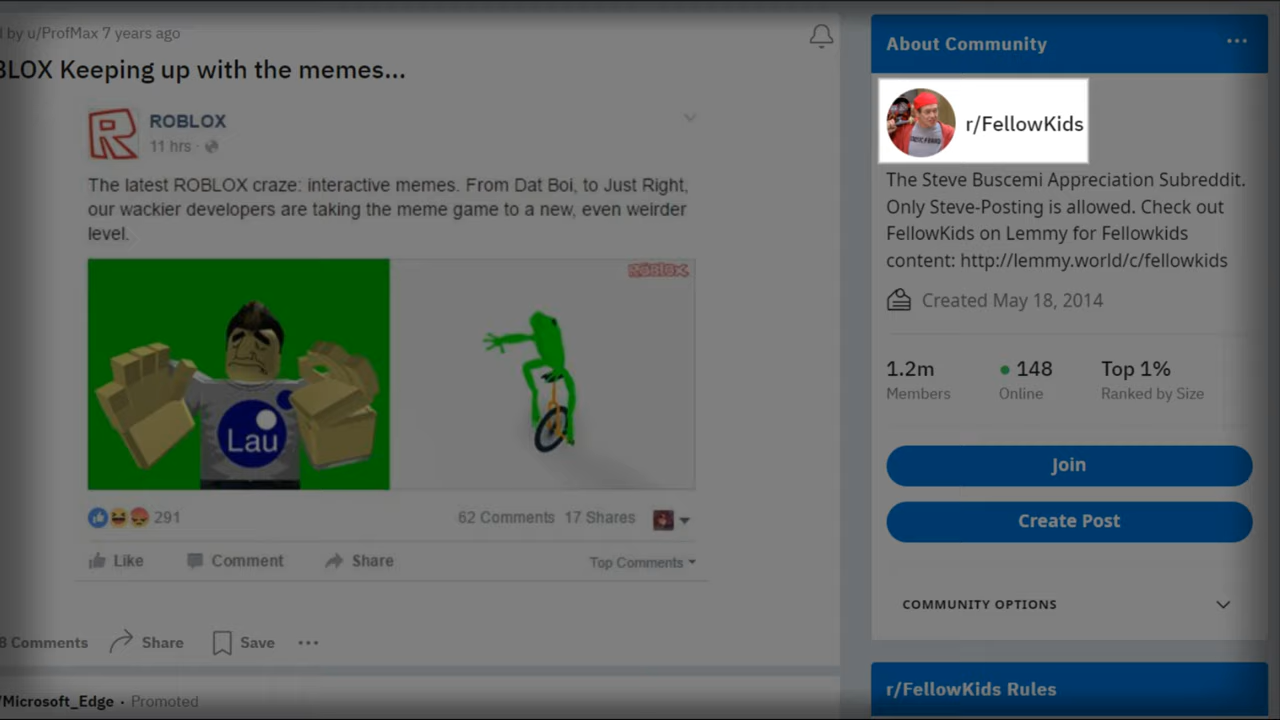 d by u/ProfMax 7 years ago
BLOX Keeping up with the memes...
ROBLOX
11 hrs ·
The latest ROBLOX craze: interactive memes. From Dat Boi, to Just Right,
our wackier developers are taking the meme game to a new, even weirder
level.
ROBLOX
Lau
291
62 Comments 17 Shares
Like Comment Share
Top Comments
8 Comments Share Save
/Microsoft_Edge · Promoted
About Community
r/FellowKids
The Steve Buscemi Appreciation Subreddit.
Only Steve-Posting is allowed. Check out
FellowKids on Lemmy for Fellowkids
content: http://lemmy.world/c/fellowkids
Created May 18, 2014
1.2m 148 Top 1%
Members Online Ranked by Size
Join
Create Post
COMMUNITY OPTIONS
r/FellowKids Rules